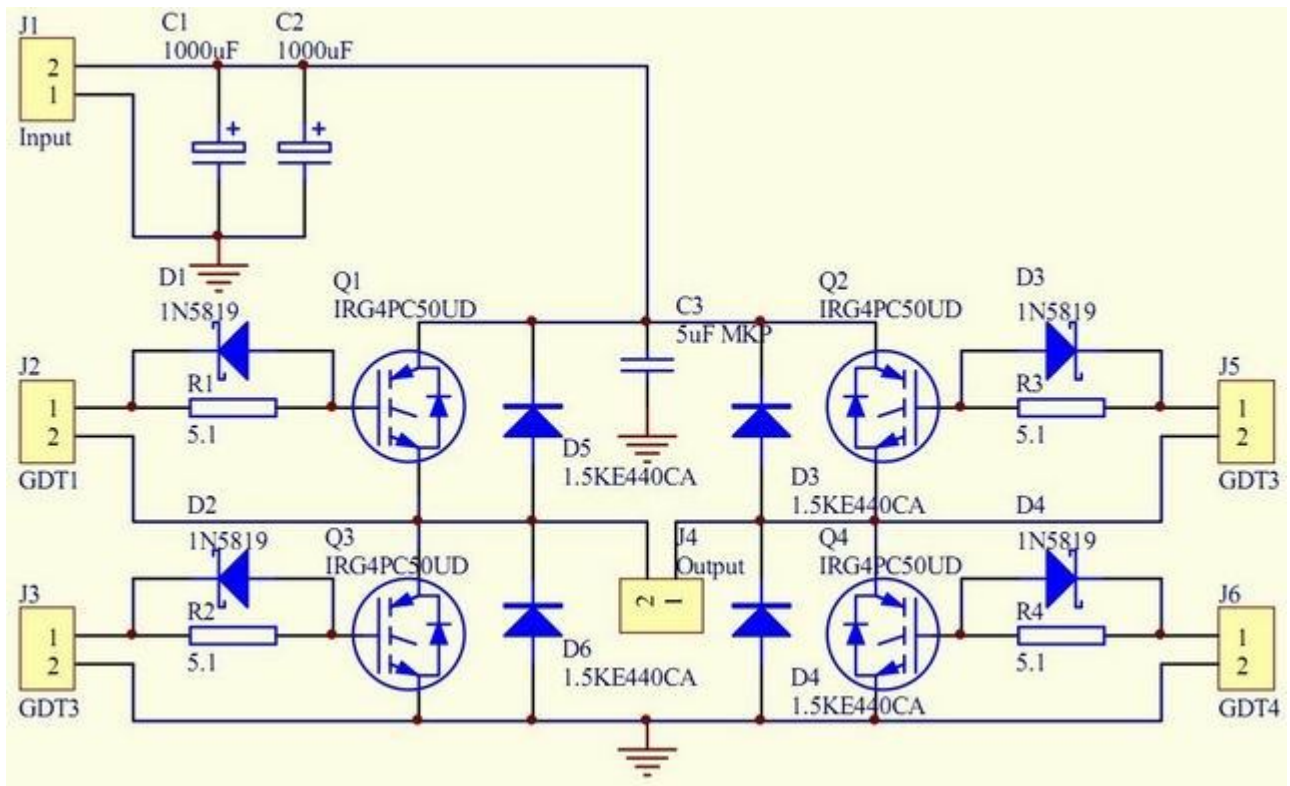 J1
C1
C2
1000uF
1000uF
2
1
Input
D1
1N5819
Q1
IRG4PC50UD
C3
5uF MKP
Q2
IRG4PC50UD
D3
1N5819
J2
R1
1
2
5.1
GDT1
R3
5.1
J5
1
2
GDT3
D5
1.5KE440CA
D3
1.5KE440CA
D2
1N5819
Q3
IRG4PC50UD
J4
Output
2
1
Q4
IRG4PC50UD
D4
1N5819
J3
R2
1
2
5.1
GDT3
R4
5.1
J6
1
2
GDT4
D6
1.5KE440CA
D4
1.5KE440CA